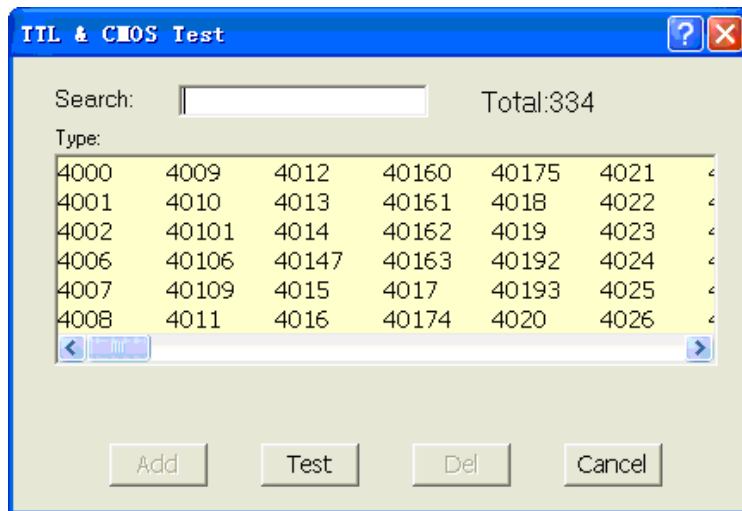 TTL & CMOS Test
Search: Total:334
Type:
4000 4009 4012 40160 40175 4021
4001 4010 4013 40161 4018 4022
4002 40101 4014 40162 4019 4023
4006 40106 40147 40163 40192 4024
4007 40109 4015 4017 40193 4025
4008 4011 4016 40174 4020 4026
Add Test Del Cancel